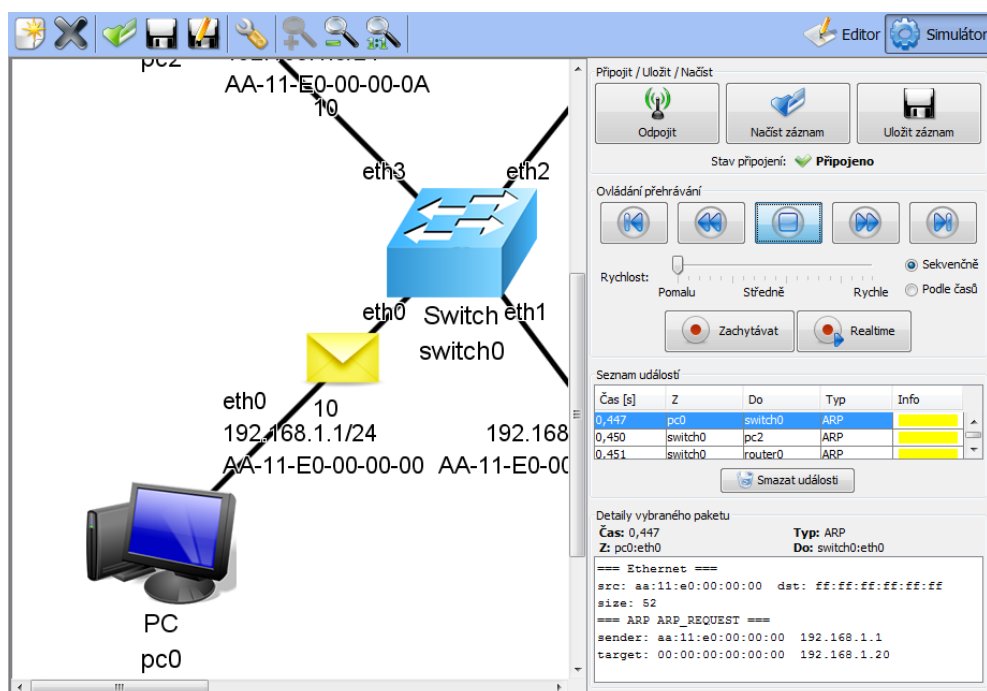 Editor Simulátor
pc2
AA-11-E0-00-00-0A
10
eth3 eth2
eth0 Switch eth1
switch0
eth0
10
192.168.1.1/24 192.168
AA-11-E0-00-00-00 AA-11-E0-00
PC
pc0
Připojit / Uložit / Načíst
Odpojit Načíst záznam Uložit záznam
Stav připojení: Připojeno
Ovládání přehrávání
Rychlost: Pomalu Středně Rychle
Sekvenčně
Podle časů
Zachytávat Realtime
Seznam událostí
Čas [s] Z Do Typ Info
0,447 pc0 switch0 ARP
0,450 switch0 pc2 ARP
0,451 switch0 router0 ARP
Smazat události
Detaily vybraného paketu
Čas: 0,447 Typ: ARP
Z: pc0:eth0 Do: switch0:eth0
=== Ethernet ===
src: aa:11:e0:00:00:00 dst: ff:ff:ff:ff:ff:ff
size: 52
=== ARP ARP_REQUEST ===
sender: aa:11:e0:00:00:00 192.168.1.1
target: 00:00:00:00:00:00 192.168.1.20